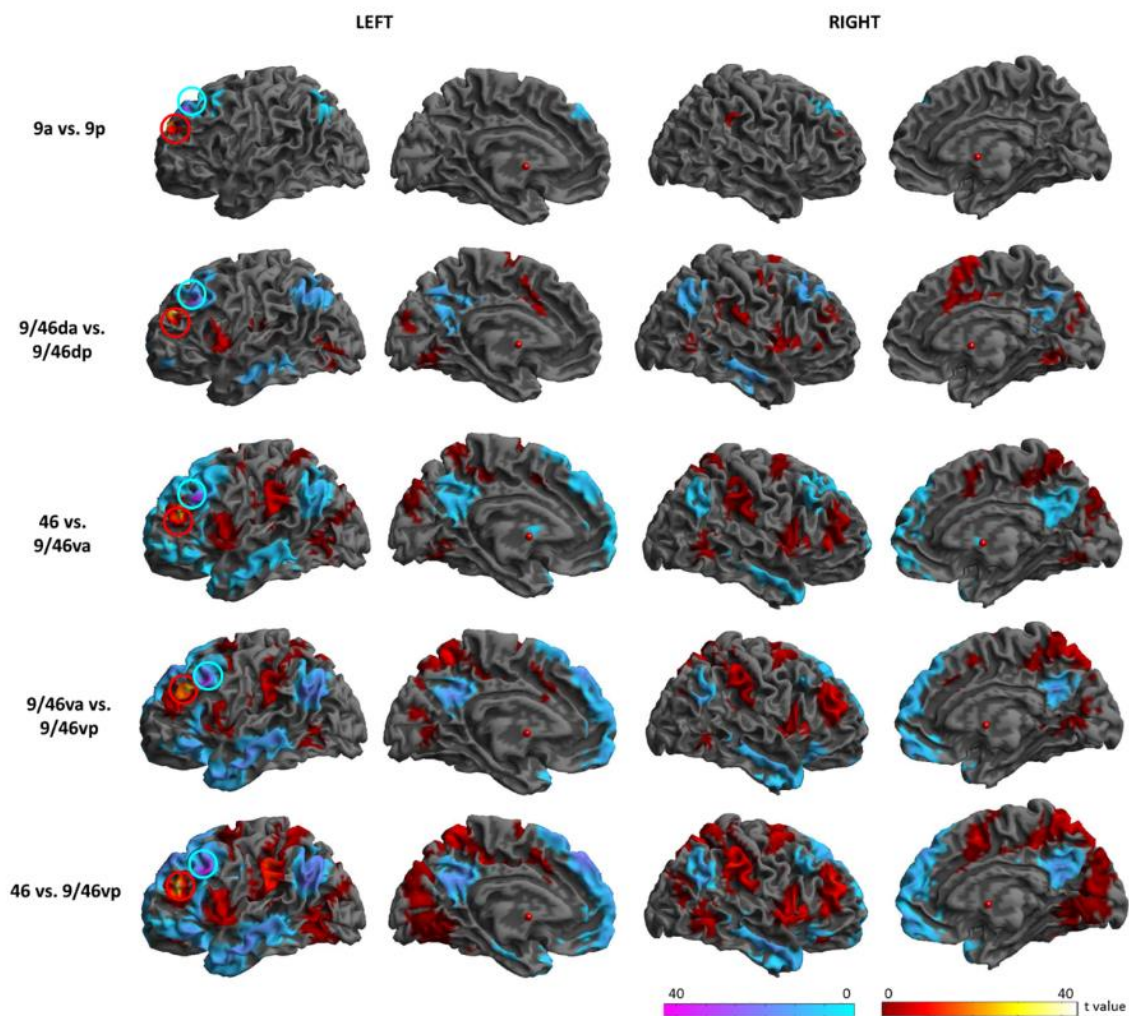 LEFT RIGHT
9a vs. 9p
9/46da vs.
9/46dp
46 vs.
9/46va
9/46va vs.
9/46vp
46 vs. 9/46vp
40 0 0 40 t value